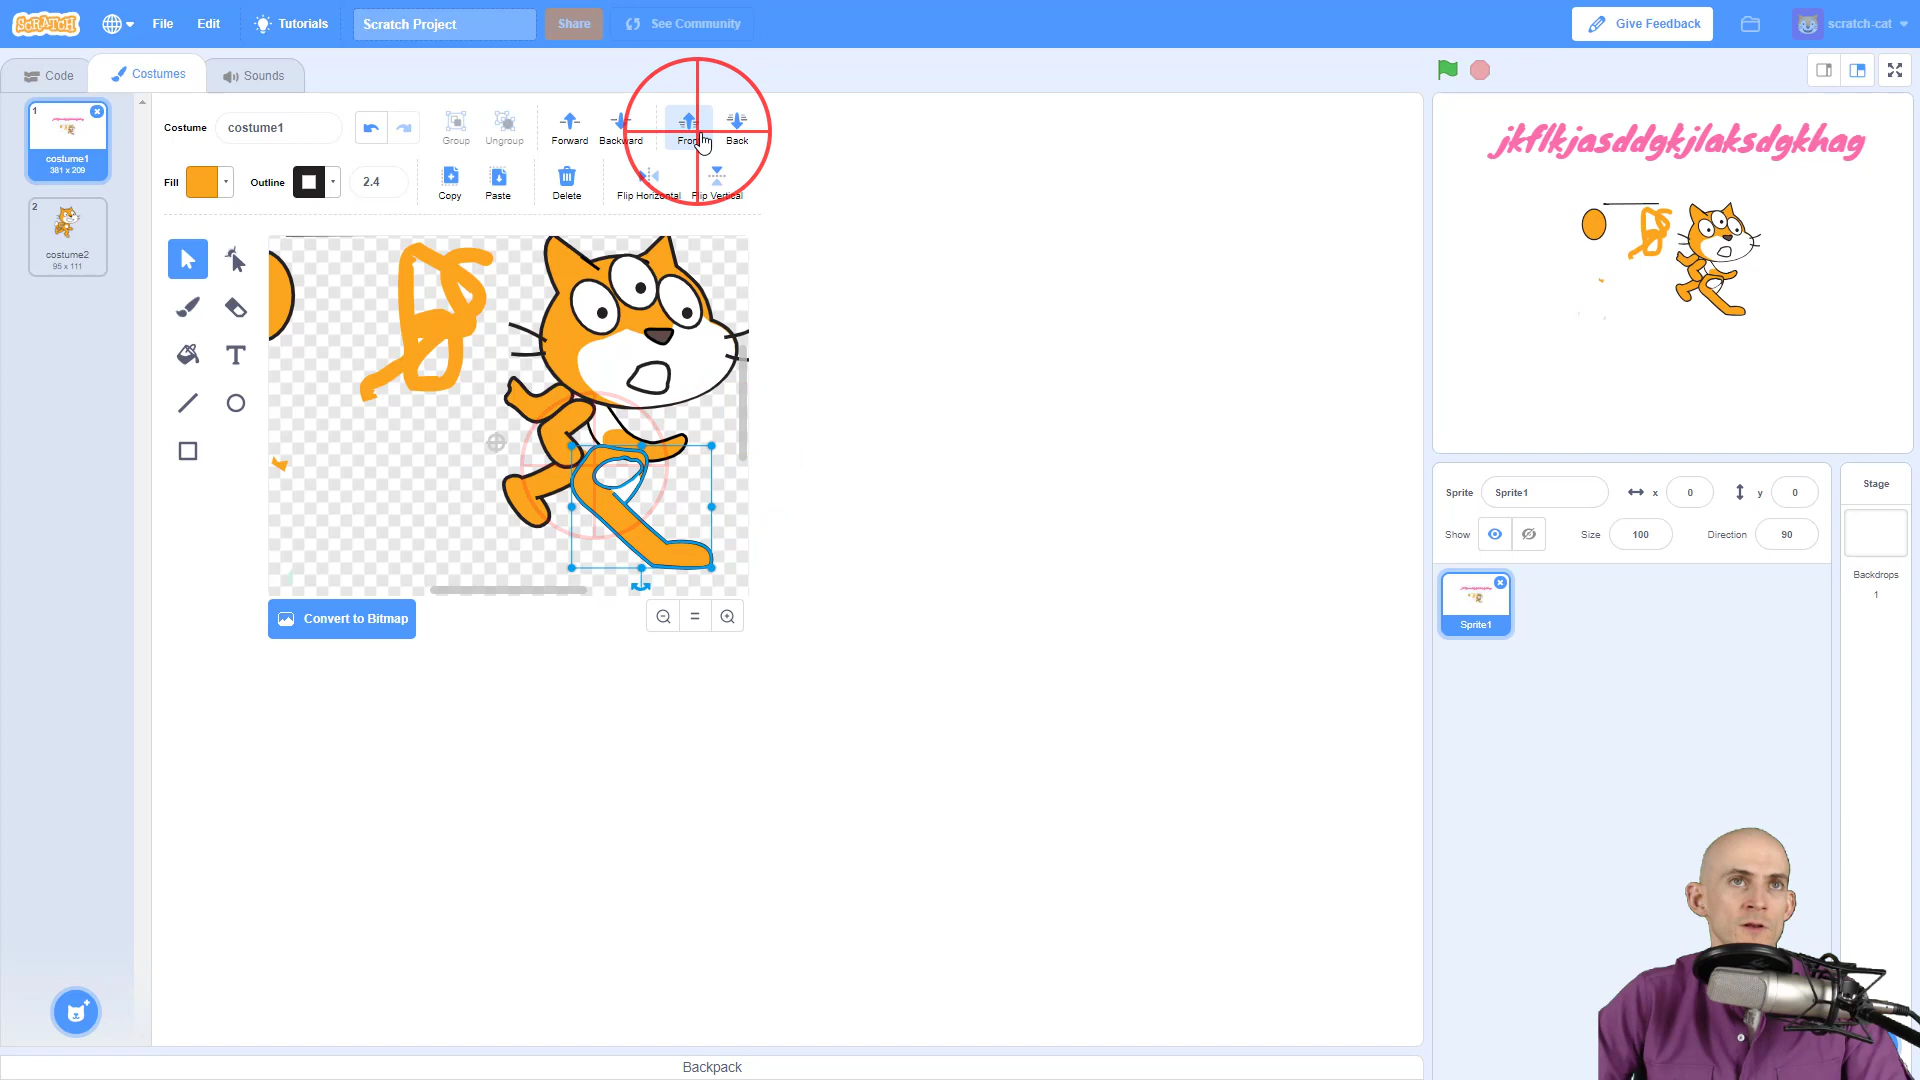 SCRATCH File Edit Tutorials Scratch Project Share See Community Give Feedback scratch-cat
Code Costumes Sounds
1
costume1
381 x 209
2
costume2
95 x 111
Costume costume1 Group Ungroup Forward Backward Front Back
Fill Outline 2.4 Copy Paste Delete Flip Horizontal Flip Vertical
Convert to Bitmap
jkflkjasddgkjlaksdgkhag
Sprite Sprite1 x 0 y 0
Show Size 100 Direction 90
Sprite1
Stage
Backdrops
1
Backpack